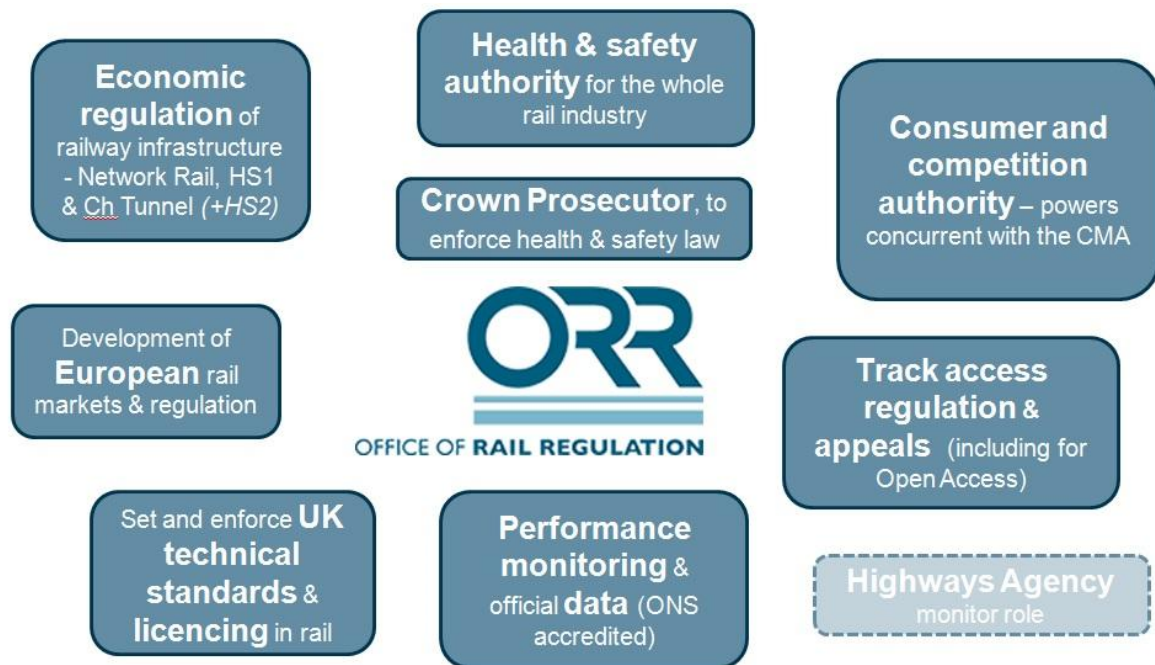 Economic
regulation of
railway infrastructure
- Network Rail, HS1
& Ch Tunnel (+HS2)
Health & safety
authority for the whole
rail industry
Consumer and
competition
authority – powers
concurrent with the CMA
Crown Prosecutor, to
enforce health & safety law
Development of
European rail
markets & regulation
ORR
OFFICE OF RAIL REGULATION
Track access
regulation &
appeals (including for
Open Access)
Set and enforce UK
technical
standards &
licencing in rail
Performance
monitoring &
official data (ONS
accredited)
Highways Agency
monitor role